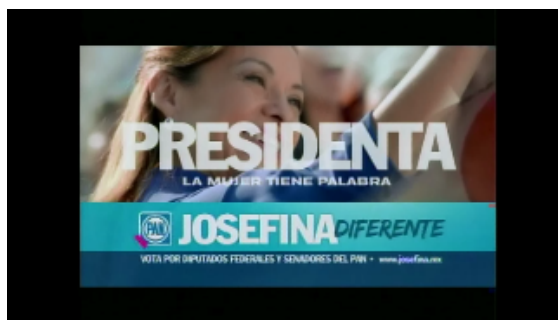 PRESIDENTA
LA MUJER TIENE PALABRA
PAN JOSEFINA DIFERENTE
VOTA POR DIPUTADOS FEDERALES Y SENADORES DEL PAN • www.josefina.mx